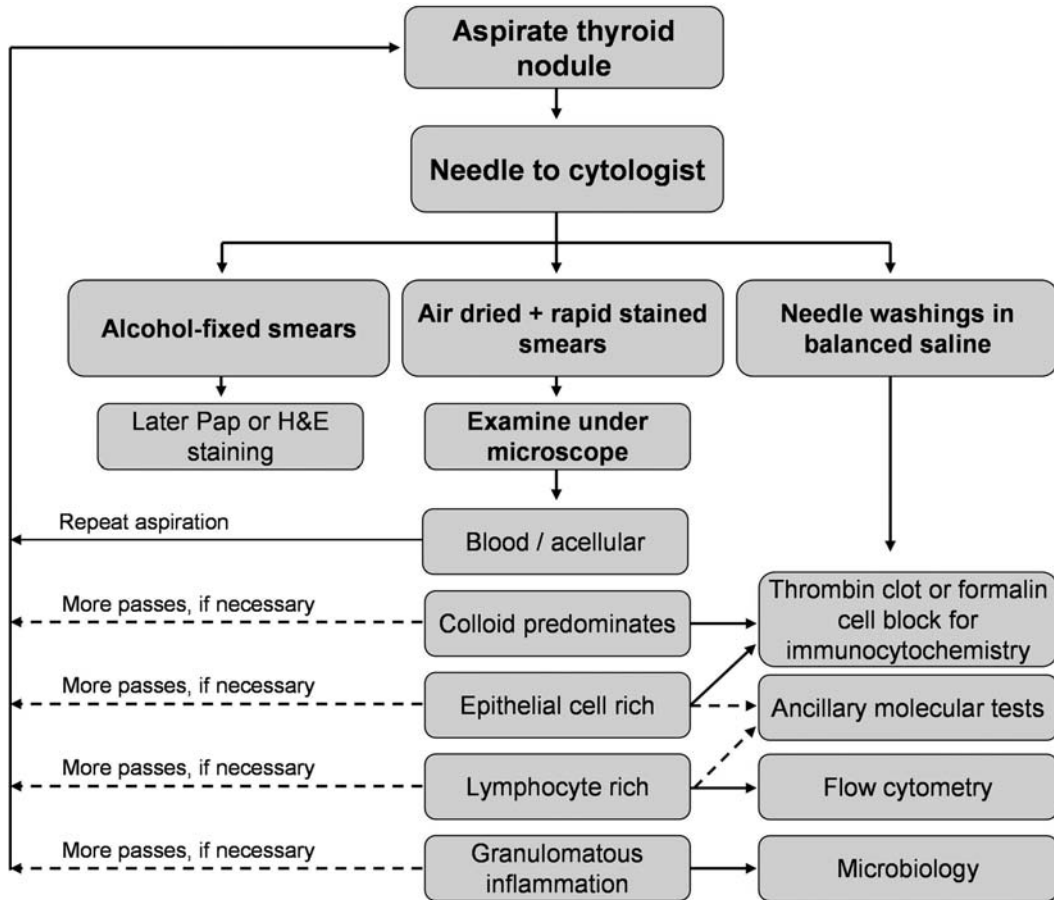 Aspirate thyroid
nodule
Needle to cytologist
Alcohol-fixed smears
Air dried + rapid stained
smears
Needle washings in
balanced saline
Later Pap or H&E
staining
Examine under
microscope
Repeat aspiration
Blood / acellular
More passes, if necessary
Colloid predominates
Thrombin clot or formalin
cell block for
immunocytochemistry
More passes, if necessary
Epithelial cell rich
Ancillary molecular tests
More passes, if necessary
Lymphocyte rich
Flow cytometry
More passes, if necessary
Granulomatous
inflammation
Microbiology